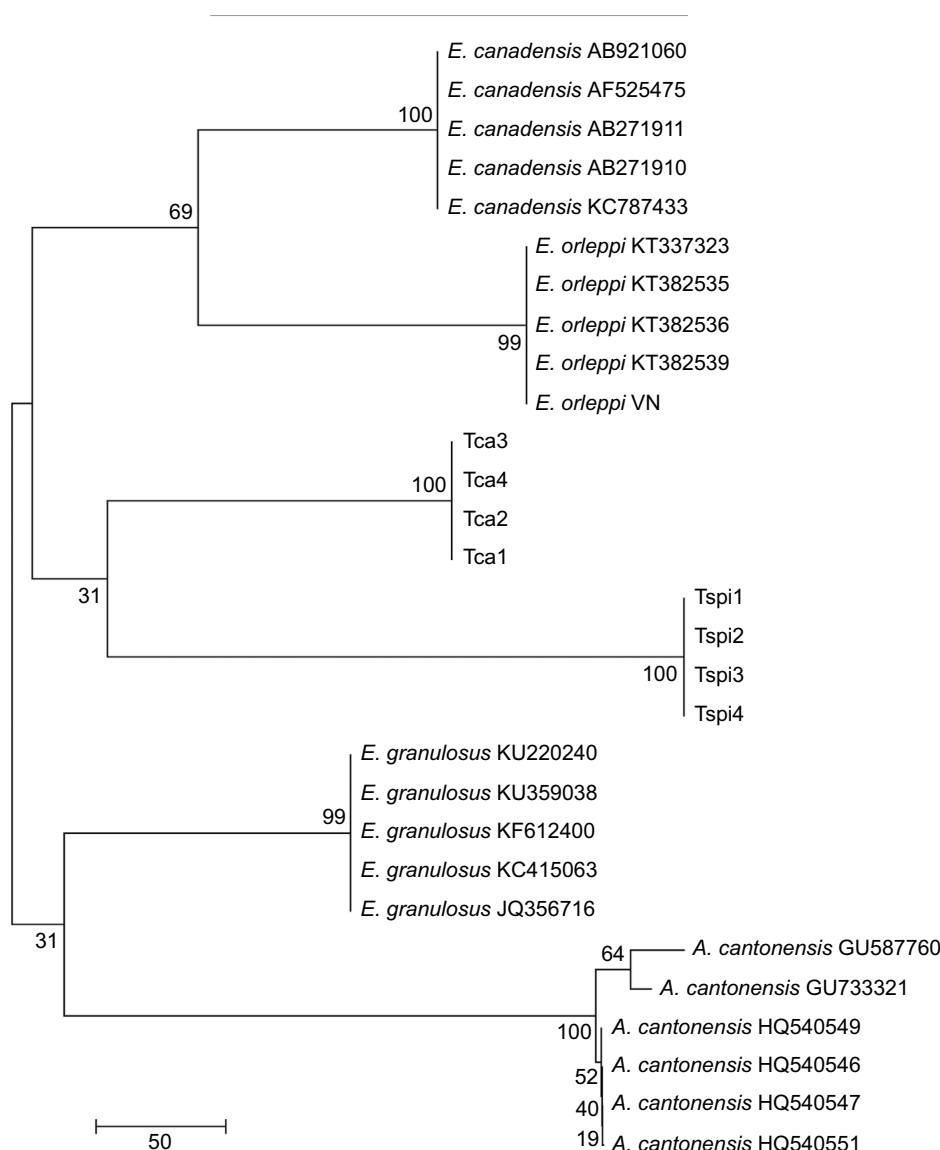 E. canadensis AB921060
E. canadensis AF525475
100
E. canadensis AB271911
E. canadensis AB271910
E. canadensis KC787433
69
E. orleppi KT337323
E. orleppi KT382535
E. orleppi KT382536
99
E. orleppi KT382539
E. orleppi VN
Tca3
Tca4
100
Tca2
Tca1
31
Tspi1
Tspi2
Tspi3
100
Tspi4
E. granulosus KU220240
E. granulosus KU359038
99
E. granulosus KF612400
E. granulosus KC415063
E. granulosus JQ356716
31
A. cantonensis GU587760
64
A. cantonensis GU733321
A. cantonensis HQ540549
100
A. cantonensis HQ540546
52
A. cantonensis HQ540547
40
A. cantonensis HQ540551
19
50